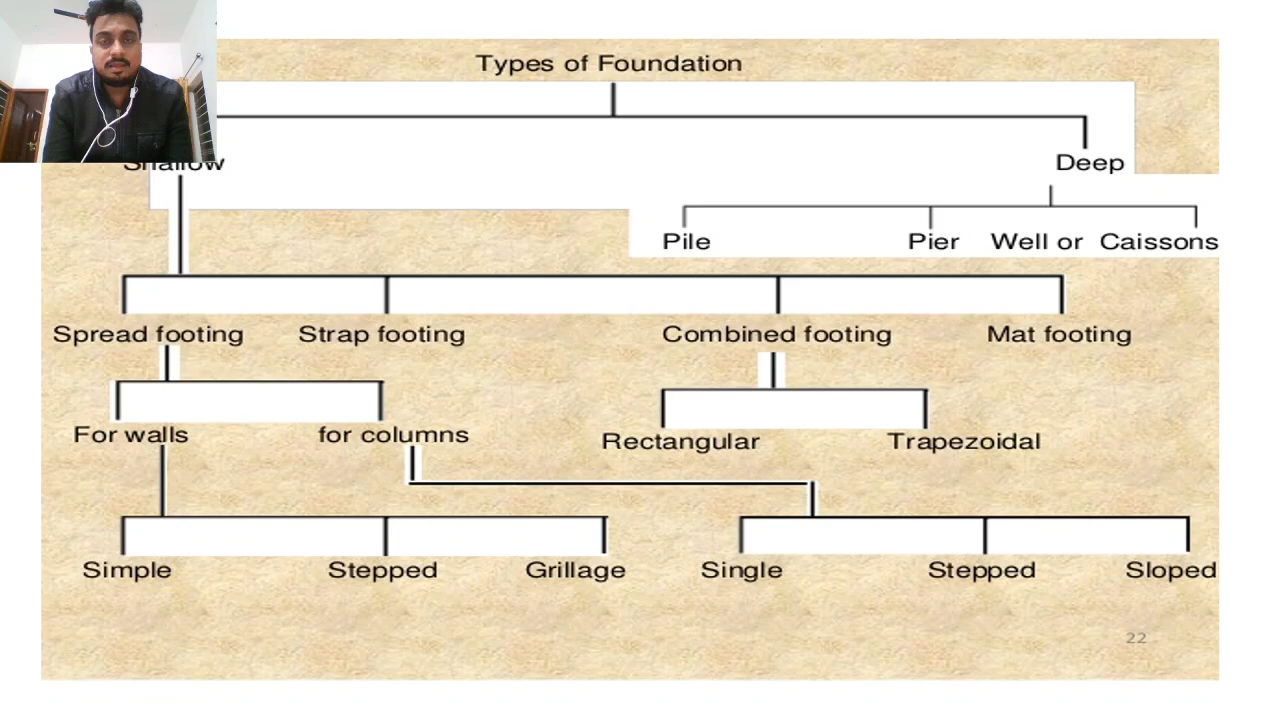 Types of Foundation
Shallow
Deep
Pile
Pier
Well or Caissons
Spread footing
Strap footing
Combined footing
Mat footing
For walls
for columns
Rectangular
Trapezoidal
Simple
Stepped
Grillage
Single
Stepped
Sloped
22